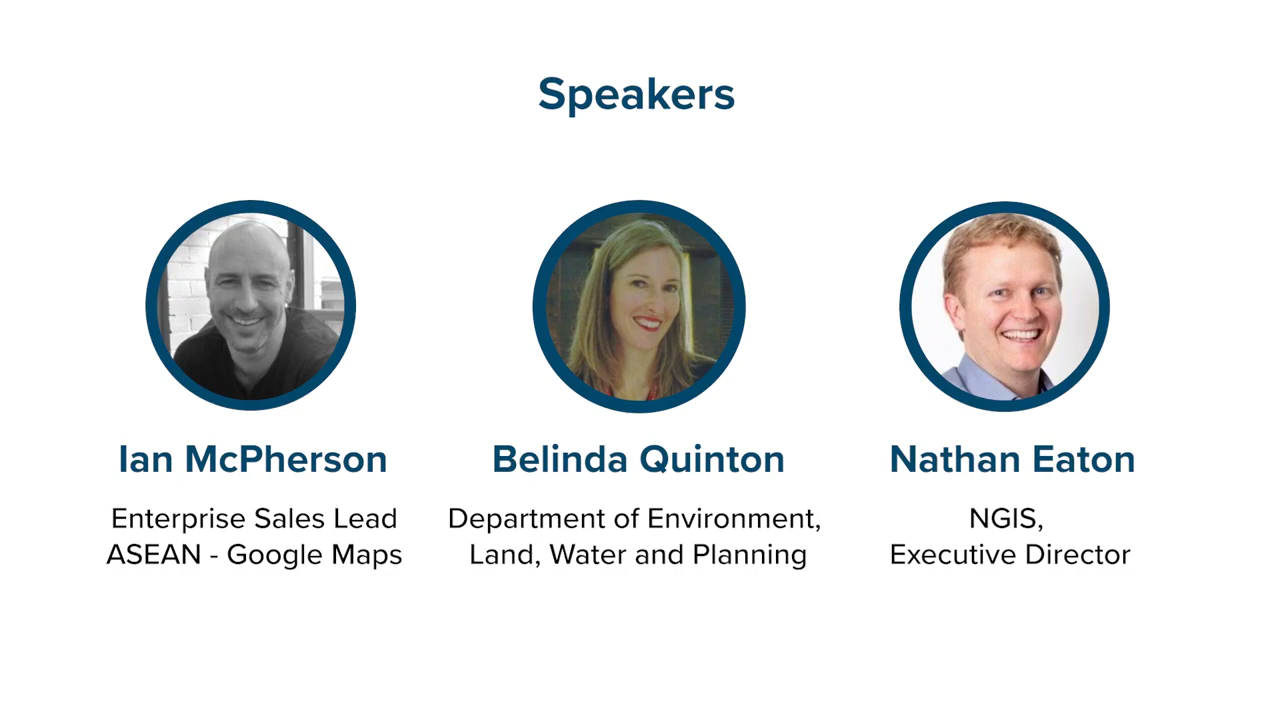 Speakers
Ian McPherson
Enterprise Sales Lead
ASEAN - Google Maps
Belinda Quinton
Department of Environment,
Land, Water and Planning
Nathan Eaton
NGIS,
Executive Director